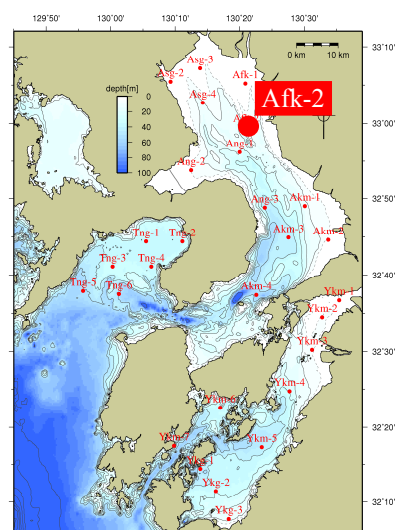 129˚50' 130˚00' 130˚10' 130˚20' 130˚30'
33˚10'
33˚00'
32˚50'
32˚40'
32˚30'
32˚20'
32˚10'
0 km 10 km
depth[m]
0
20
40
60
80
100
Asg-3
Asg-2
Afk-
Asg-4
Afk-2
Ang-2
Ang-3
Akm-1
Akm-3
Akm-4
Tng-1
Tng-2
Tng-3
Tng-4
Tng-5
Tng-6
Ykm-1
Ykm-2
Ykm-3
Ykm-4
Ykm-5
Ykm-6
Ykg-2
Ykg-3